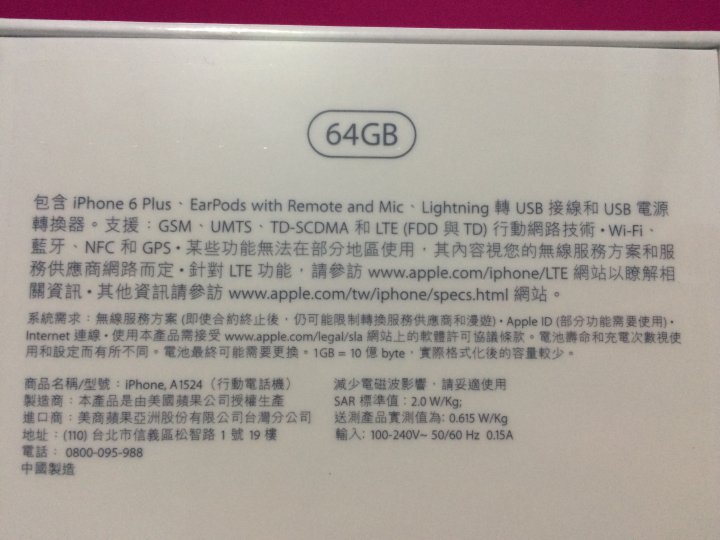 64GB
包含 iPhone 6 Plus、EarPods with Remote and Mic、Lightning 轉 USB 接線和 USB 電源
轉換器。支援：GSM、UMTS、TD-SCDMA 和 LTE (FDD 與 TD) 行動網路技術・Wi-Fi、
藍牙、NFC 和 GPS・某些功能無法在部分地區使用，其內容視您的無線服務方案和服
務供應商網路而定・針對 LTE 功能，請參訪 www.apple.com/iphone/LTE 網站以瞭解相
關資訊・其他資訊請參訪 www.apple.com/tw/iphone/specs.html 網站。
系統需求：無線服務方案 (即使合約終止後，仍可能限制轉換服務供應商和漫遊)・Apple ID (部分功能需要使用)・
Internet 連線・使用本產品需接受 www.apple.com/legal/sla 網站上的軟體許可協議條款。電池壽命和充電次數視使
用和設定而有所不同。電池最終可能需要更換。1GB = 10 億 byte，實際格式化後的容量較少。
商品名稱/型號：iPhone, A1524（行動電話機）
製造商：本產品是由美國蘋果公司授權生產
進口商：美商蘋果亞洲股份有限公司台灣分公司
地址：(110) 台北市信義區松智路 1 號 19 樓
電話： 0800-095-988
中國製造
減少電磁波影響，請妥適使用
SAR 標準值：2.0 W/Kg;
送測產品實測值為: 0.615 W/Kg
輸入: 100-240V~ 50/60 Hz 0.15A